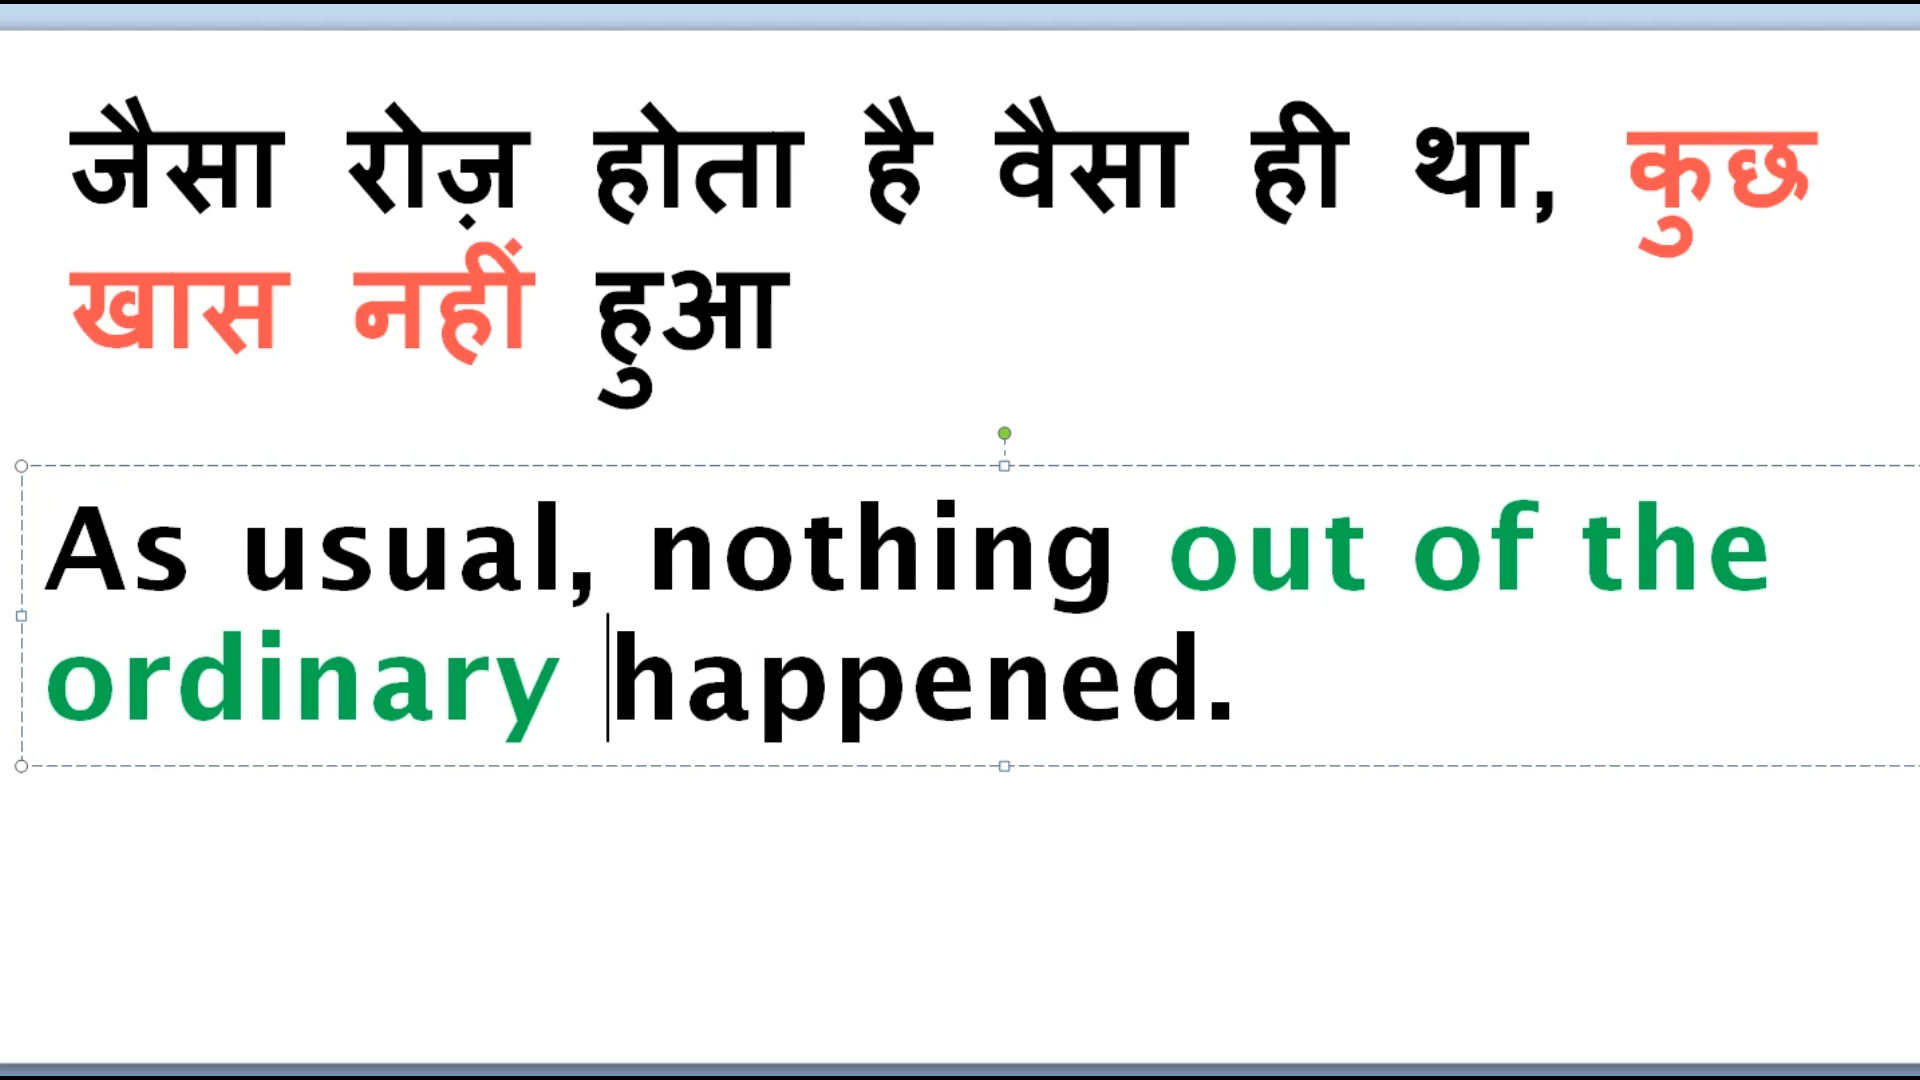 जैसा रोज़ होता है वैसा ही था, कुछ
खास नहीं हुआ
As usual, nothing out of the
ordinary happened.